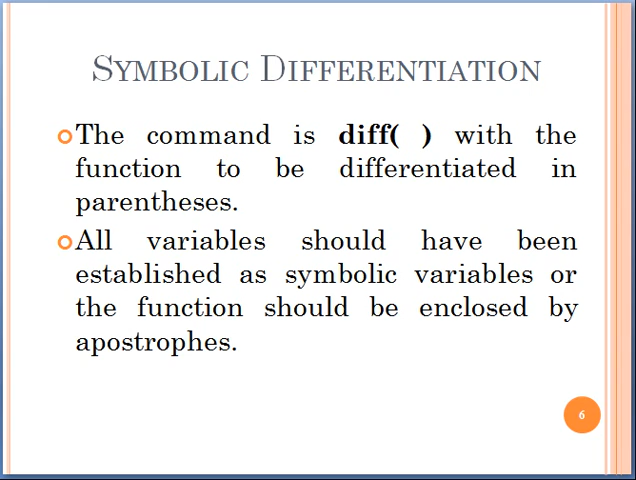 SYMBOLIC DIFFERENTIATION
The command is diff( ) with the
function to be differentiated in
parentheses.
All variables should have been
established as symbolic variables or
the function should be enclosed by
apostrophes.
6